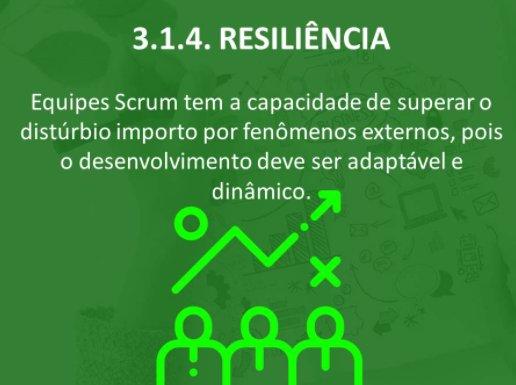 3.1.4. RESILIÊNCIA
Equipes Scrum tem a capacidade de superar o
distúrbio importo por fenômenos externos, pois
o desenvolvimento deve ser adaptável e
dinâmico.